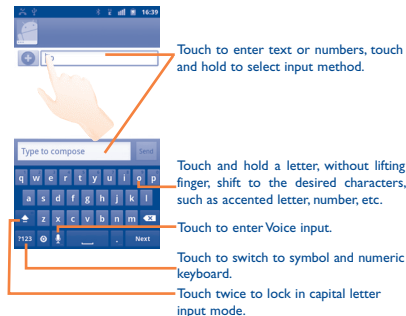 16:39
To
Touch to enter text or numbers, touch
and hold to select input method.
Type to compose Send
q w e r t y u i o p
a s d f g h j k l
z x c v b n m
?123 . Next
Touch and hold a letter, without lifting
finger, shift to the desired characters,
such as accented letter, number, etc.
Touch to enter Voice input.
Touch to switch to symbol and numeric
keyboard.
Touch twice to lock in capital letter
input mode.